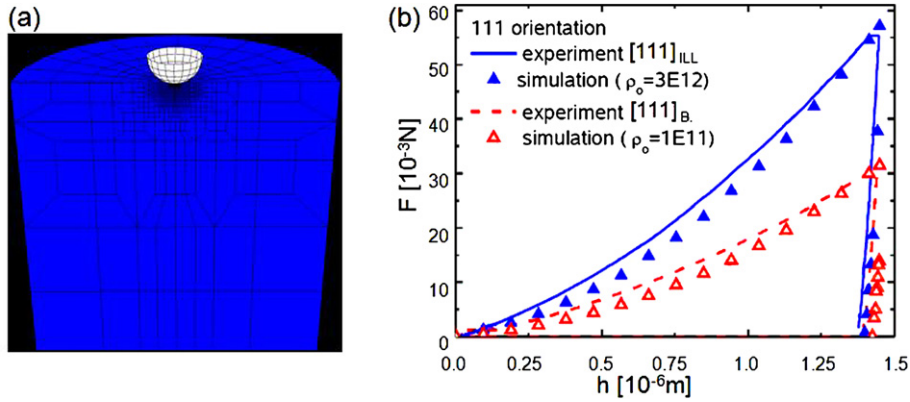 (a)
(b)
111 orientation
experiment [111]ILL
simulation (ρo=3E12)
experiment [111]B.
simulation (ρo=1E11)
F [10-3N]
60
50
40
30
20
10
0
0.0
0.25
0.5
0.75
1.0
1.25
1.5
h [10-6m]